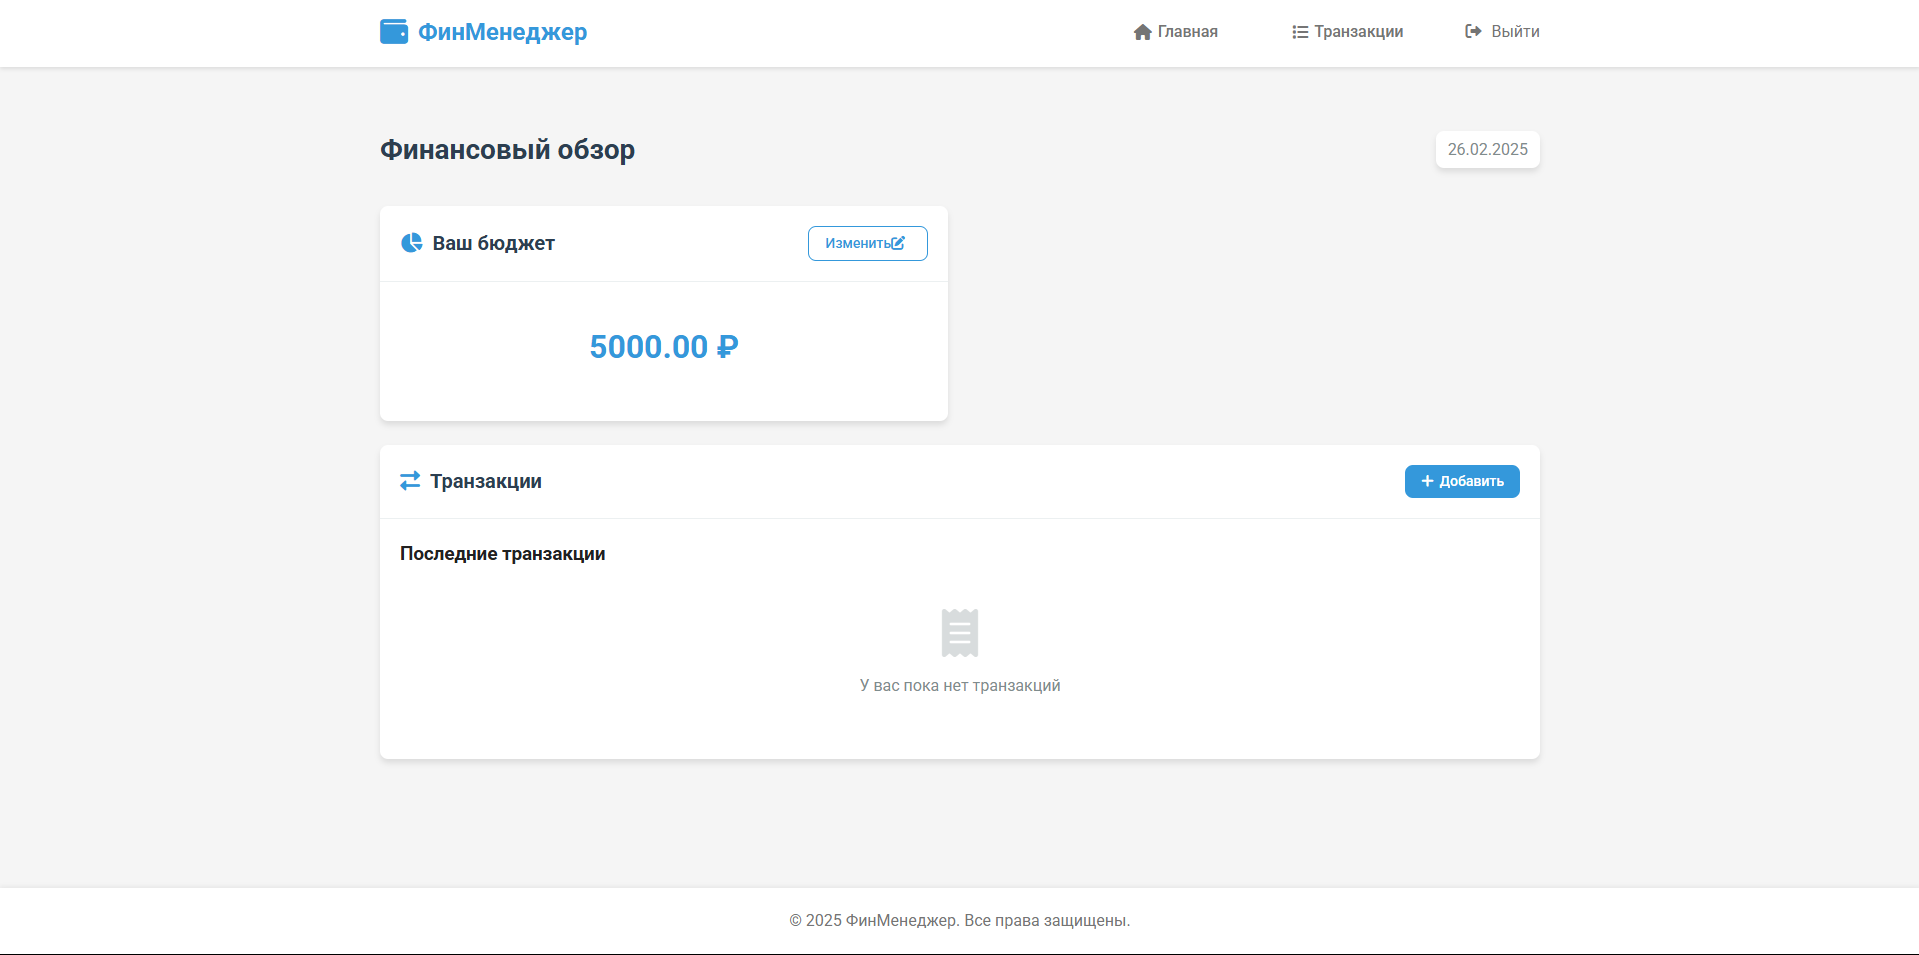 ФинМенеджер
Главная
Транзакции
Выйти
Финансовый обзор
26.02.2025
Ваш бюджет
Изменить
5000.00 ₽
Транзакции
Добавить
Последние транзакции
У вас пока нет транзакций
© 2025 ФинМенеджер. Все права защищены.